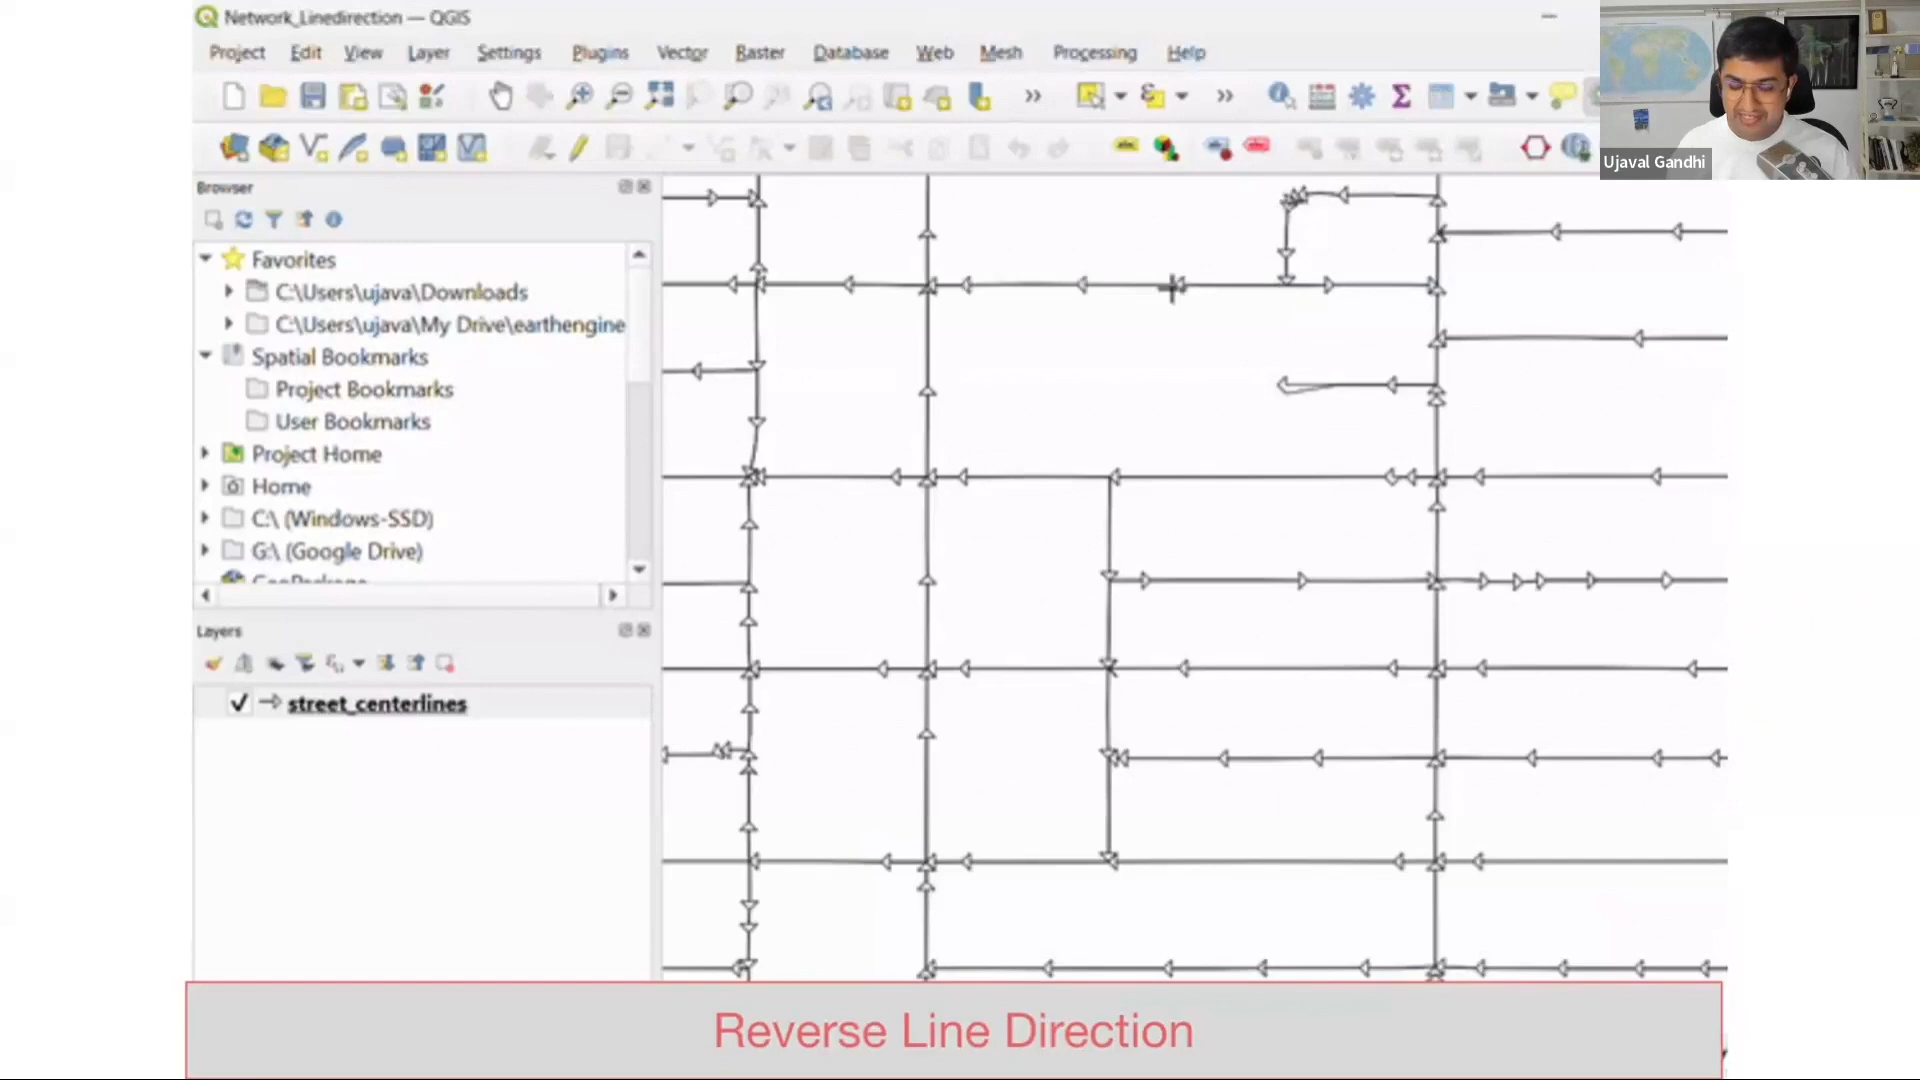 Network_Linedirection — QGIS
Project Edit View Layer Settings Plugins Vector Raster Database Web Mesh Processing Help
Ujaval Gandhi
Browser
Favorites
C:\Users\ujava\Downloads
C:\Users\ujava\My Drive\earthengine
Spatial Bookmarks
Project Bookmarks
User Bookmarks
Project Home
Home
C:\ (Windows-SSD)
G:\ (Google Drive)
GeoPackage
Layers
street_centerlines
Reverse Line Direction